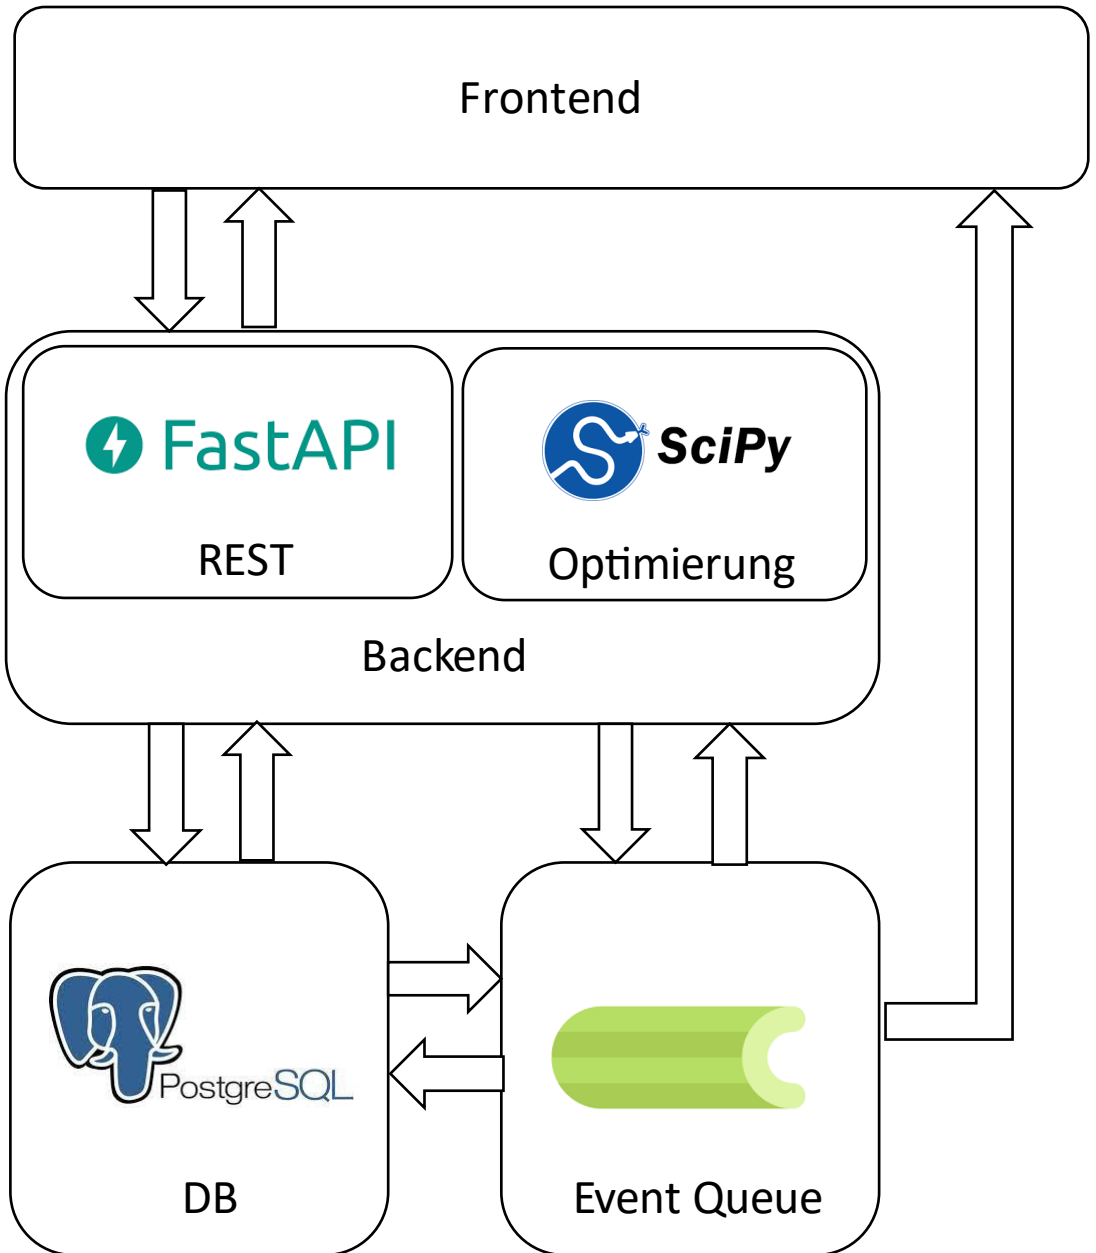 Frontend
FastAPI
SciPy
REST
Optimierung
Backend
PostgreSQL
DB
Event Queue